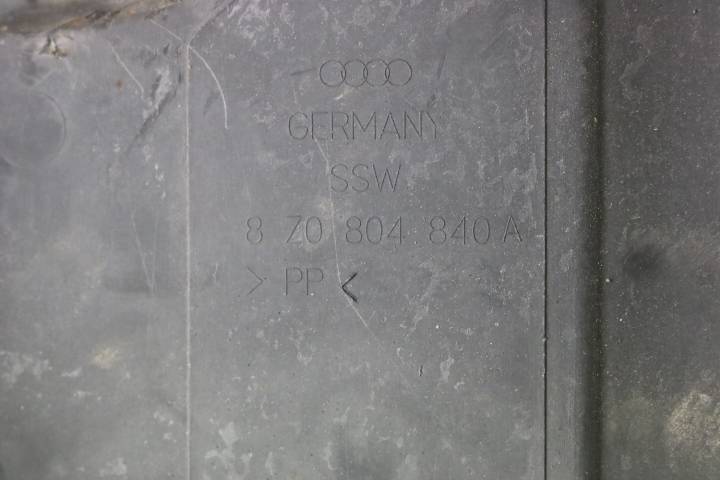 GERMANY
SSW
8 Z0 804 840 A
> PP <